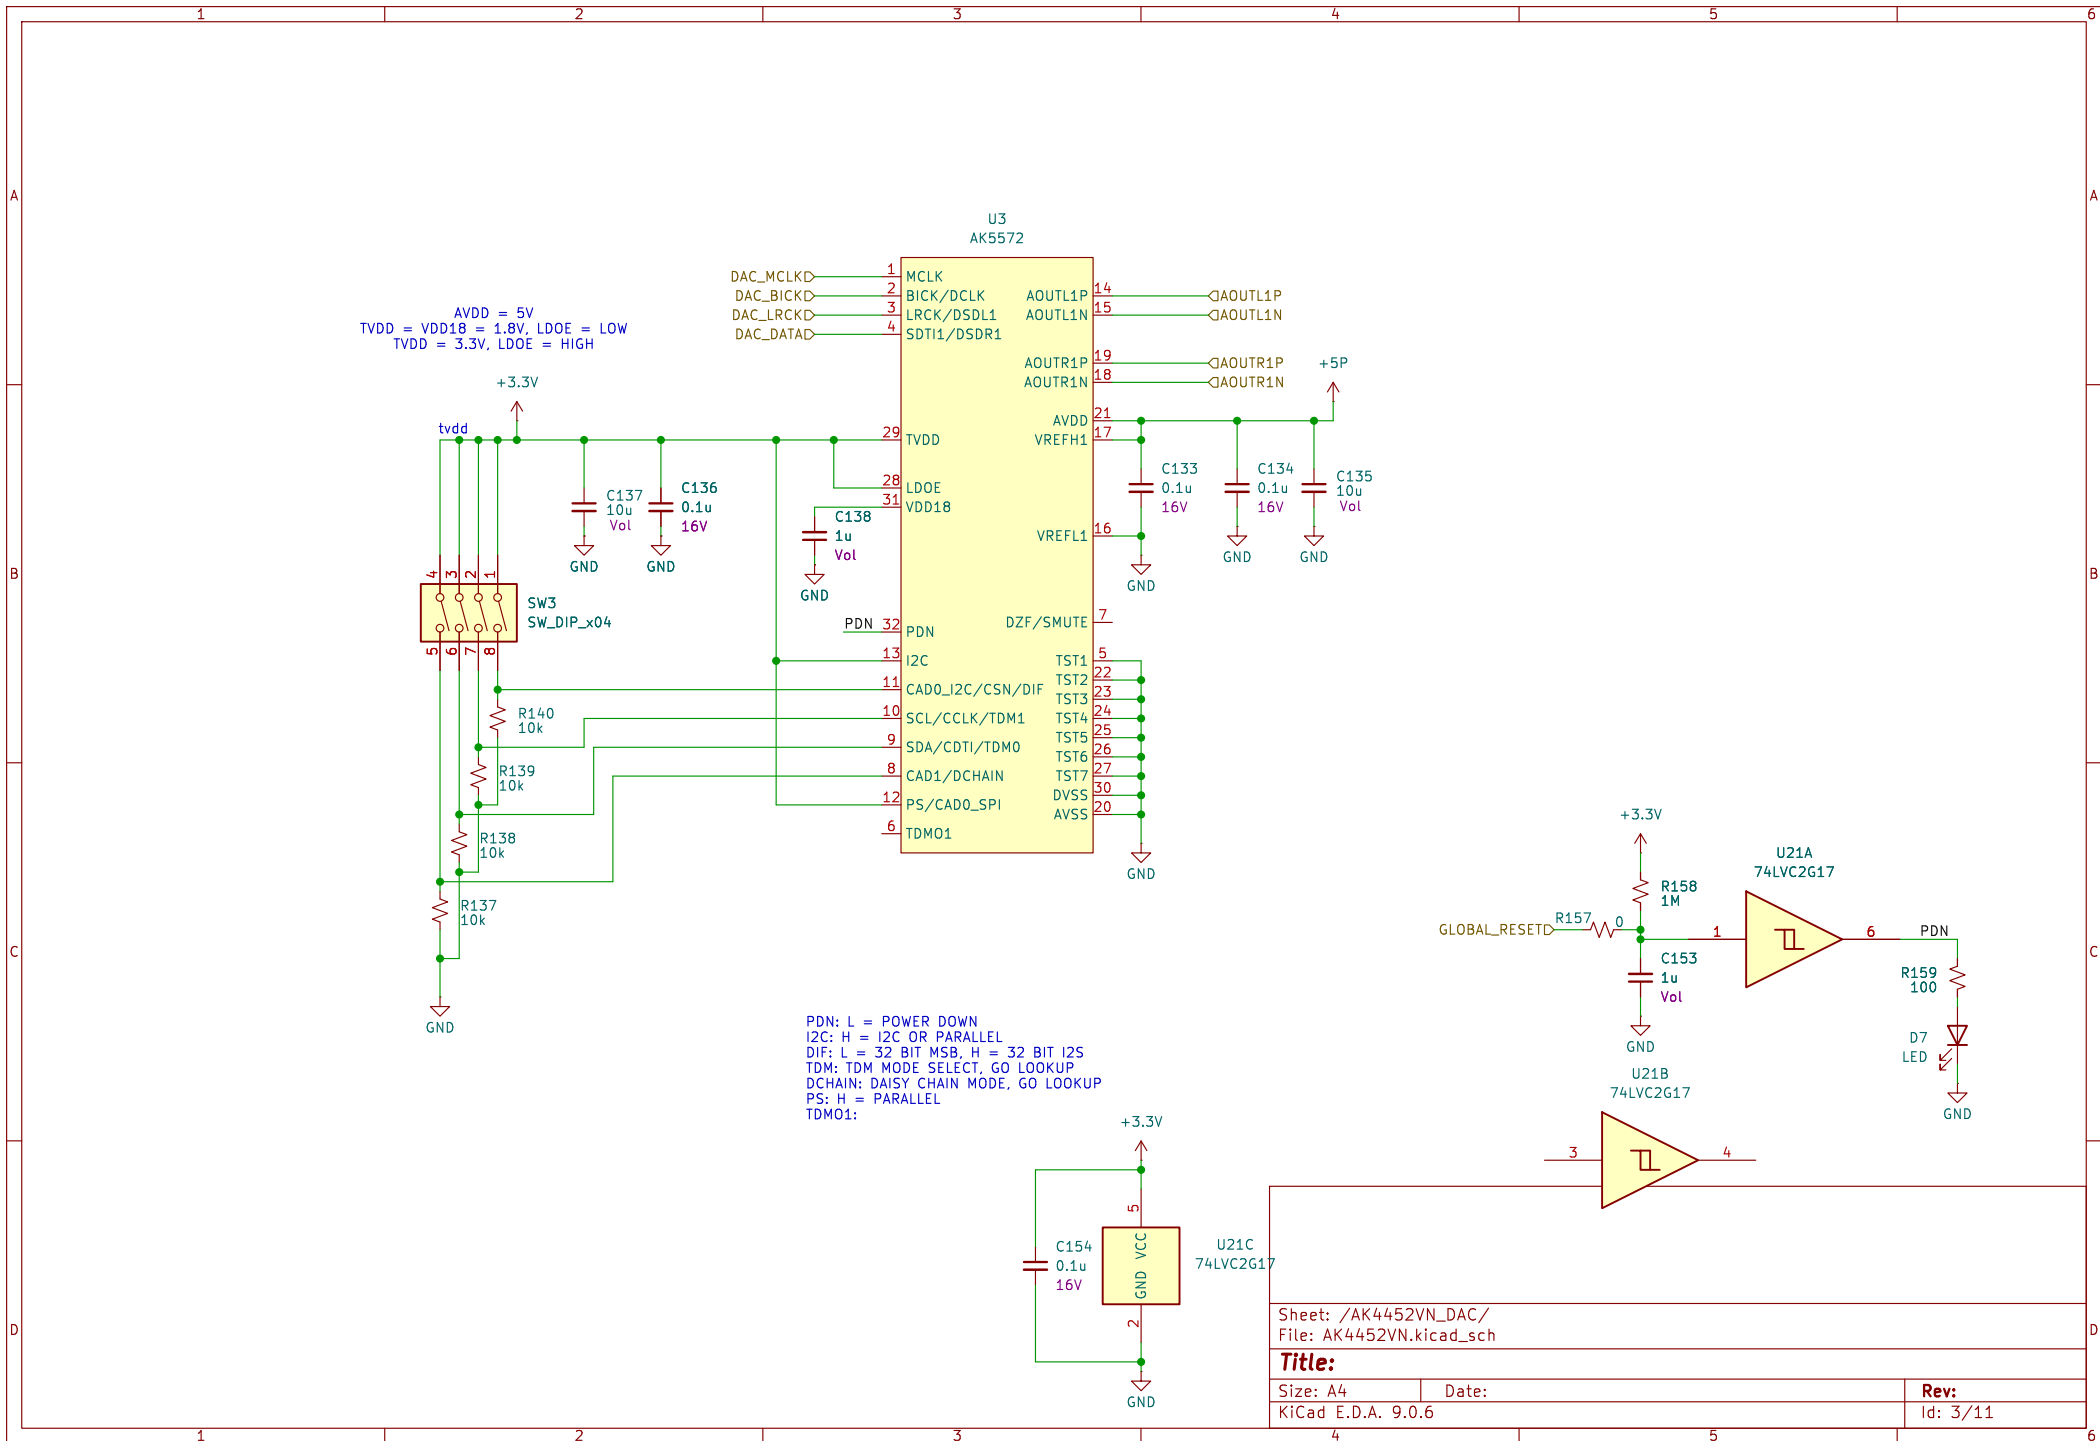 1 2 3 4 5 6
A A
B B
C C
D D
U3
AK5572
DAC_MCLK 1 MCLK
DAC_BICK 2 BICK/DCLK
DAC_LRCK 3 LRCK/DSDL1
DAC_DATA 4 SDTI1/DSDR1
AOUTL1P 14 AOUTL1P
AOUTL1N 15 AOUTL1N
AOUTR1P 19 AOUTR1P
AOUTR1N 18 AOUTR1N
AVDD 21
VREFH1 17
VREFL1 16
DZF/SMUTE 7
TST1 5
TST2 22
TST3 23
TST4 24
TST5 25
TST6 26
TST7 27
DVSS 30
AVSS 20
GND
29 TVDD
28 LDOE
31 VDD18
PDN 32 PDN
13 I2C
11 CAD0_I2C/CSN/DIF
10 SCL/CCLK/TDM1
9 SDA/CDTI/TDM0
8 CAD1/DCHAIN
12 PS/CAD0_SPI
6 TDMO1
AVDD = 5V
TVDD = VDD18 = 1.8V, LDOE = LOW
TVDD = 3.3V, LDOE = HIGH
+3.3V
tvdd
C137
10u
Vol
GND
C136
0.1u
16V
GND
C138
1u
Vol
GND
+5P
C133
0.1u
16V
GND
C134
0.1u
16V
GND
C135
10u
Vol
GND
4 3 2 1
SW3
SW_DIP_x04
5 6 7 8
R140
10k
R139
10k
R138
10k
R137
10k
GND
PDN: L = POWER DOWN
I2C: H = I2C OR PARALLEL
DIF: L = 32 BIT MSB, H = 32 BIT I2S
TDM: TDM MODE SELECT, GO LOOKUP
DCHAIN: DAISY CHAIN MODE, GO LOOKUP
PS: H = PARALLEL
TDMO1:
+3.3V
R158
1M
GLOBAL_RESET R157 0
C153
1u
Vol
GND
U21A
74LVC2G17
1 6 PDN
R159
100
D7
LED
GND
U21B
74LVC2G17
3 4
+3.3V
5
VCC
GND
2
U21C
74LVC2G17
C154
0.1u
16V
GND
Sheet: /AK4452VN_DAC/
File: AK4452VN.kicad_sch
Title:
Size: A4 Date: Rev:
KiCad E.D.A. 9.0.6 Id: 3/11
1 2 3 4 5 6